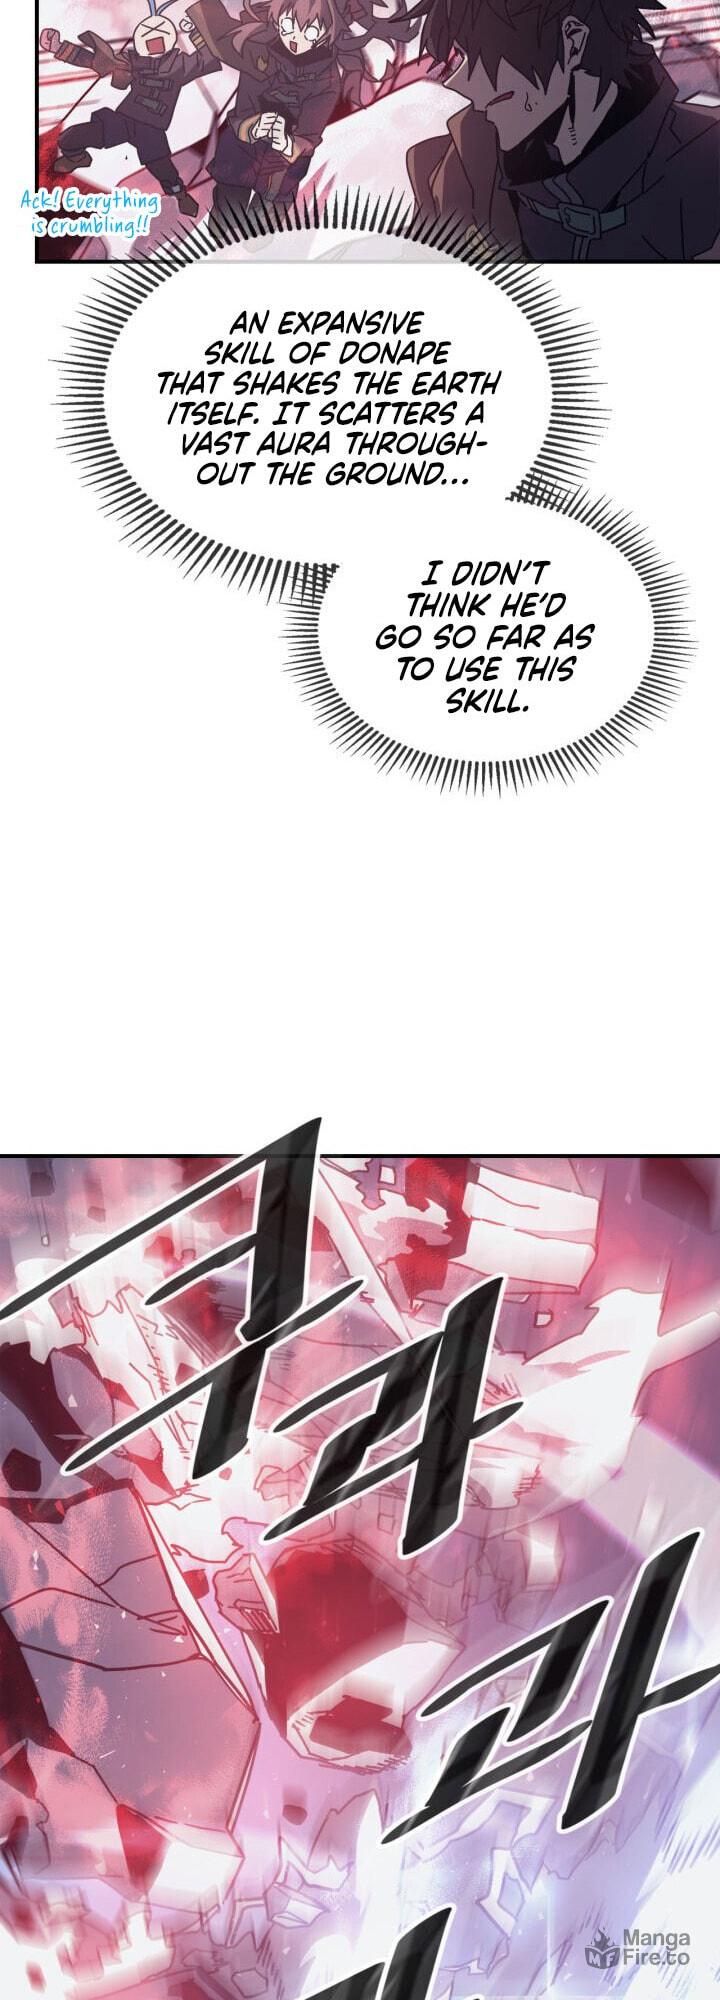 Ack! Everything
is crumbling!!
AN EXPANSIVE
SKILL OF DONAPE
THAT SHAKES THE EARTH
ITSELF. IT SCATTERS A
VAST AURA THROUGH-
OUT THE GROUND...
I DIDN'T
THINK HE'D
GO SO FAR AS
TO USE THIS
SKILL.
콰
과
과
Manga
Fire.to